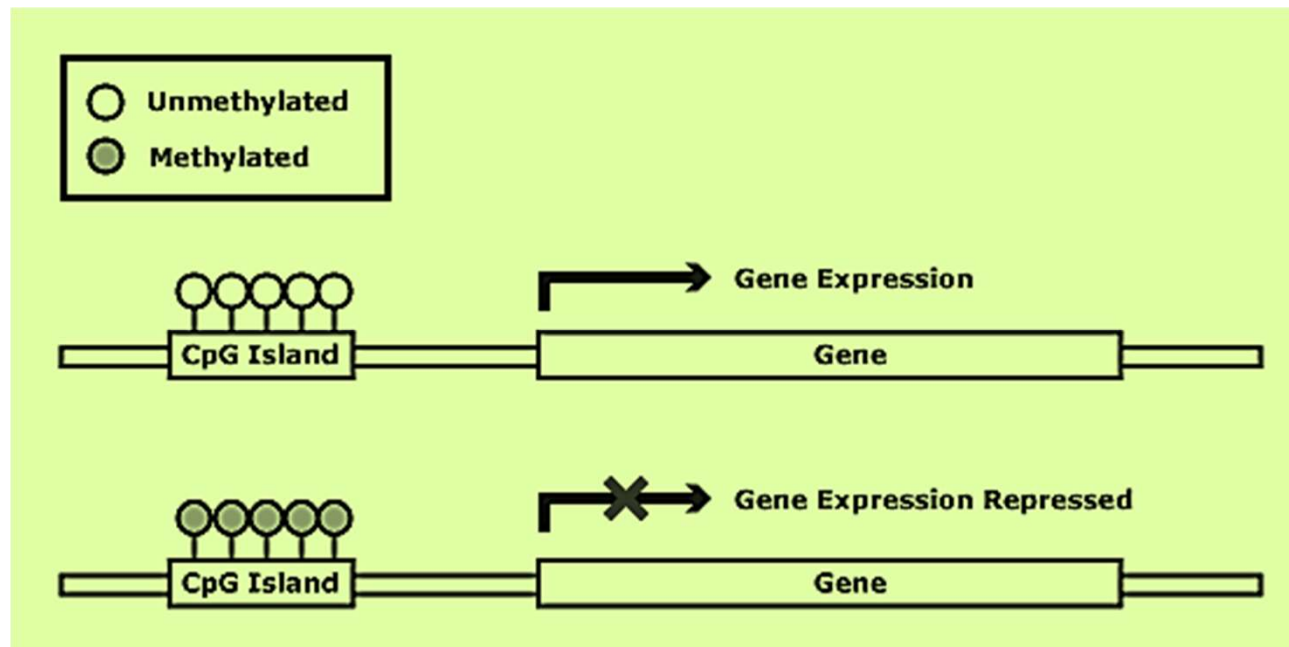 Unmethylated
Methylated
Gene Expression
CpG Island
Gene
Gene Expression Repressed
CpG Island
Gene